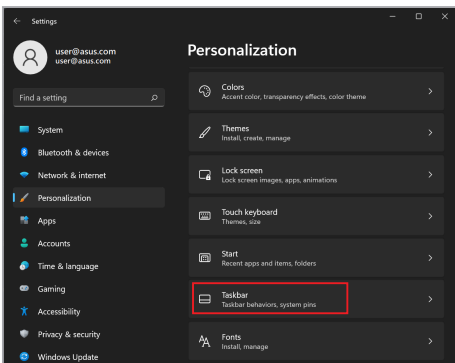 Settings
user@asus.com
user@asus.com
Find a setting
System
Bluetooth & devices
Network & internet
Personalization
Apps
Accounts
Time & language
Gaming
Accessibility
Privacy & security
Windows Update
Personalization
Colors
Accent color, transparency effects, color theme
Themes
Install, create, manage
Lock screen
Lock screen images, apps, animations
Touch keyboard
Themes, size
Start
Recent apps and items, folders
Taskbar
Taskbar behaviors, system pins
Fonts
Install, manage